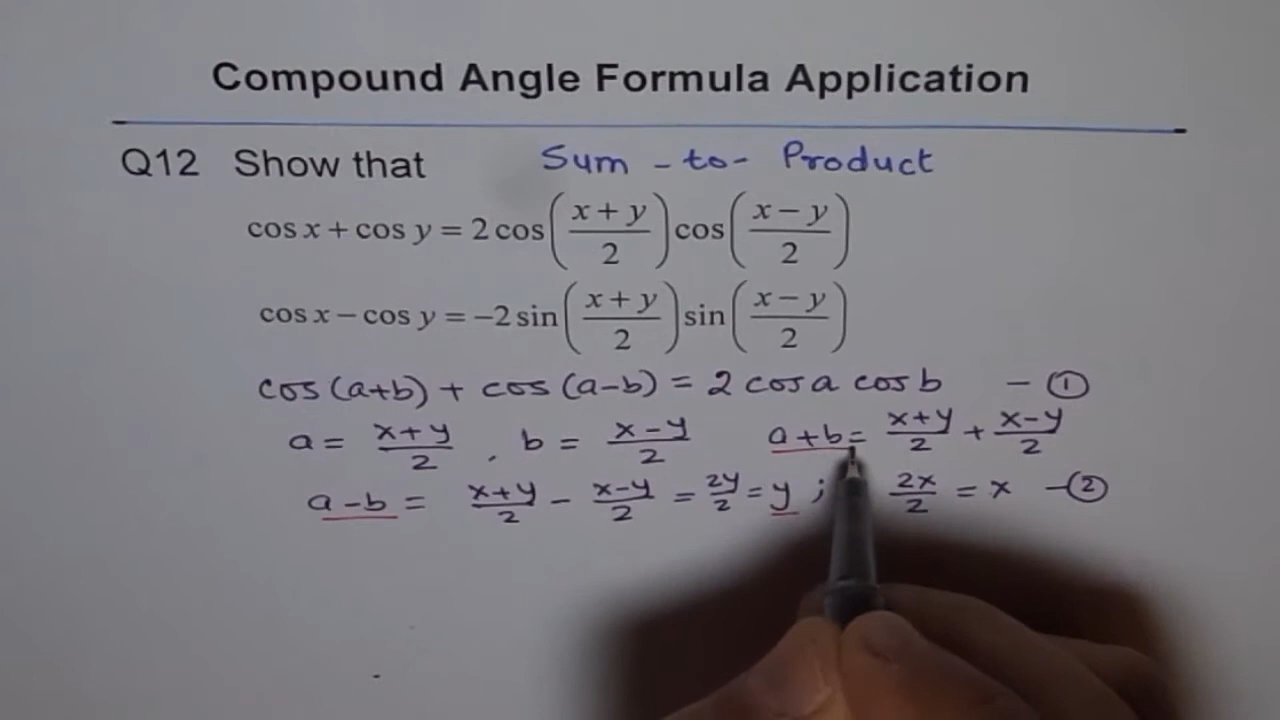 Compound Angle Formula Application
Q12 Show that Sum - to - Product
cos x + cos y = 2 cos((x + y)/2) cos((x − y)/2)
cos x − cos y = −2 sin((x + y)/2) sin((x − y)/2)
cos (a+b) + cos (a−b) = 2 cos a cos b − ①
a = (x+y)/2 , b = (x−y)/2 a+b = (x+y)/2 + (x−y)/2
a−b = (x+y)/2 − (x−y)/2 = 2y/2 = y ; 2x/2 = x − ②